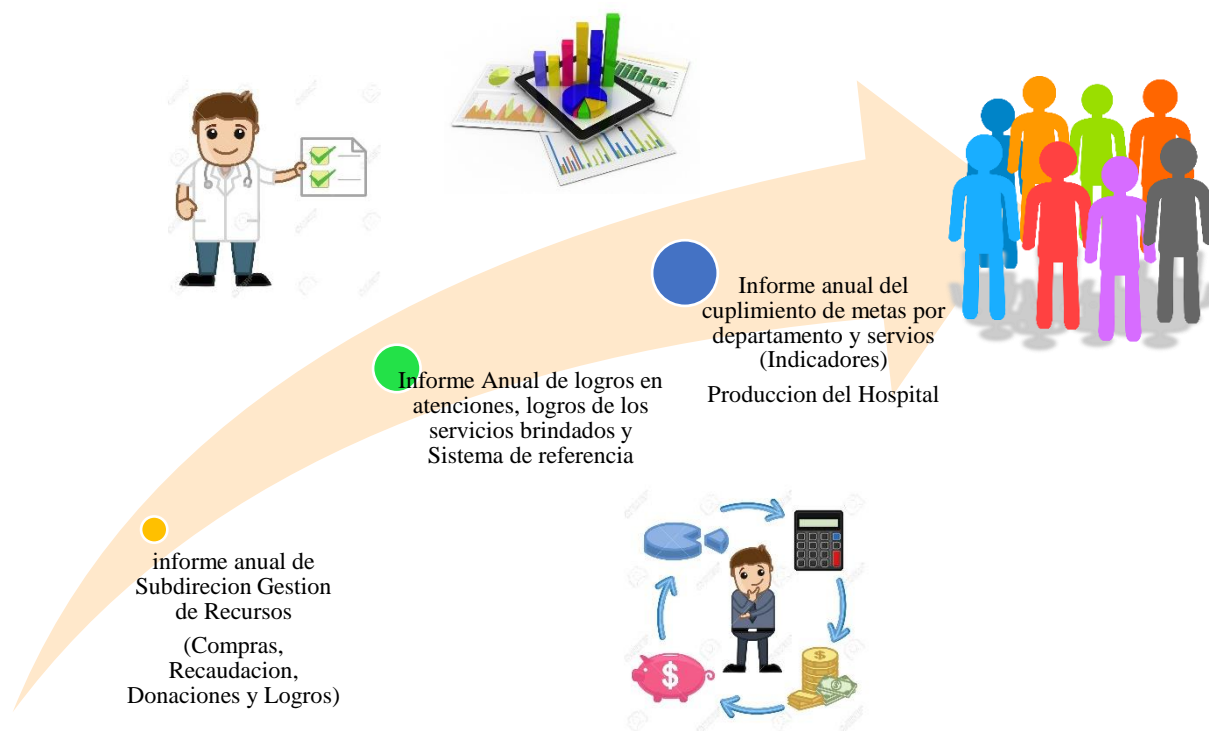 Informe anual del
cuplimiento de metas por
departamento y servios
(Indicadores)
Produccion del Hospital
Informe Anual de logros en
atenciones, logros de los
servicios brindados y
Sistema de referencia
informe anual de
Subdirecion Gestion
de Recursos
(Compras,
Recaudacion,
Donaciones y Logros)
$
$
$